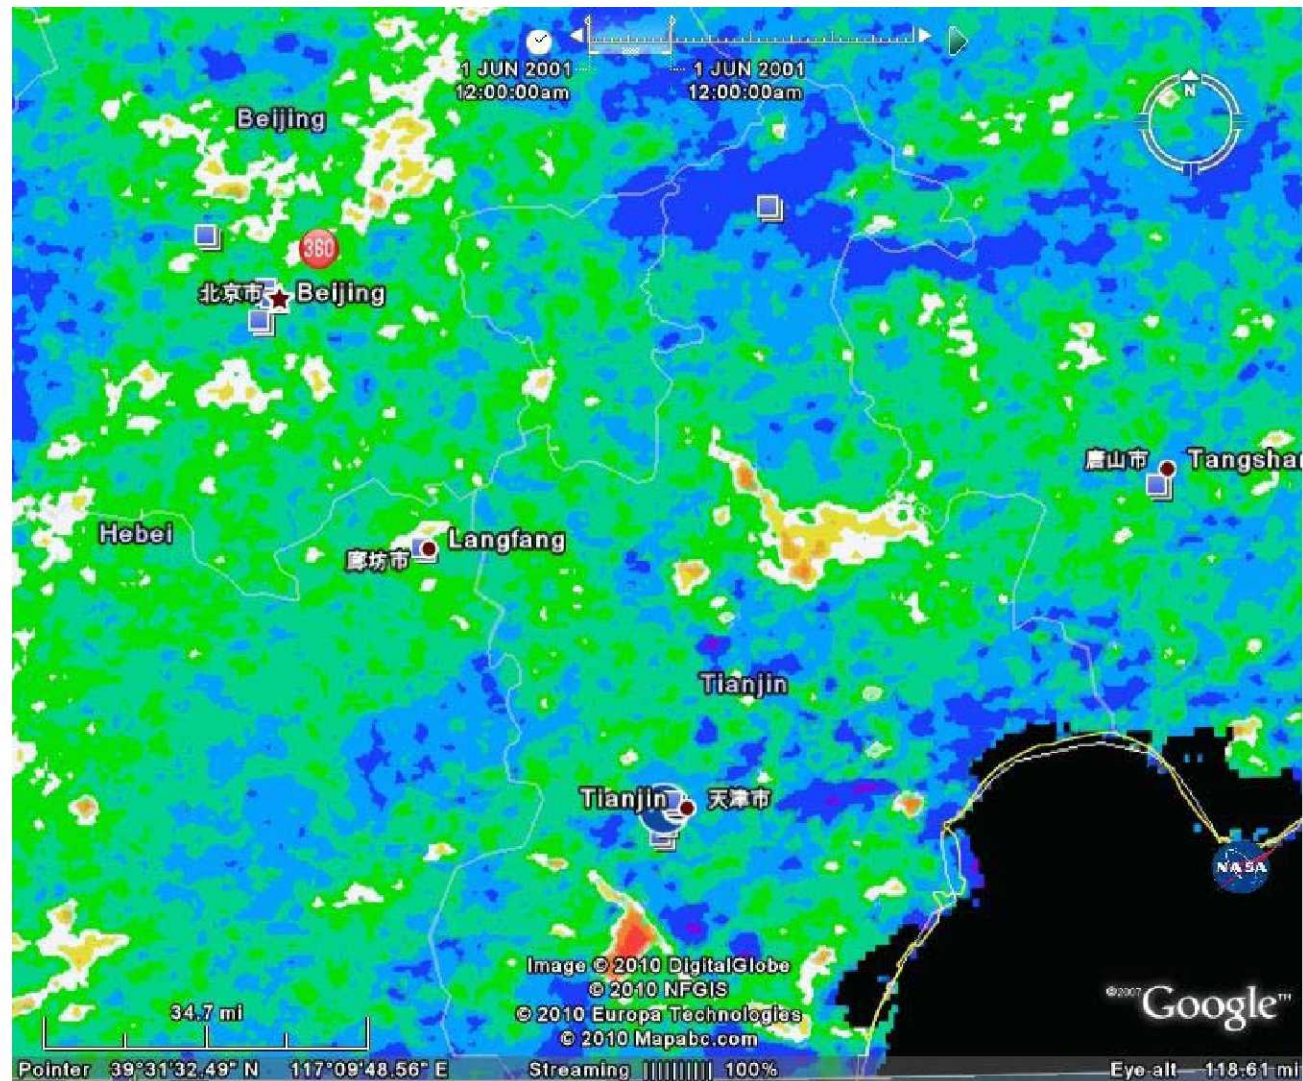 1 JUN 2001
12:00:00am
1 JUN 2001
12:00:00am
N
Beijing
360
北京市
Beijing
唐山市
Tangshan
Hebei
Langfang
廊坊市
Tianjin
Tianjin
天津市
NASA
Image © 2010 DigitalGlobe
© 2010 NFGIS
© 2010 Europa Technologies
© 2010 Mapabc.com
©2007 Google™
34.7 mi
Pointer 39°31'32.49" N 117°09'48.56" E
Streaming 100%
Eye alt 118.61 mi